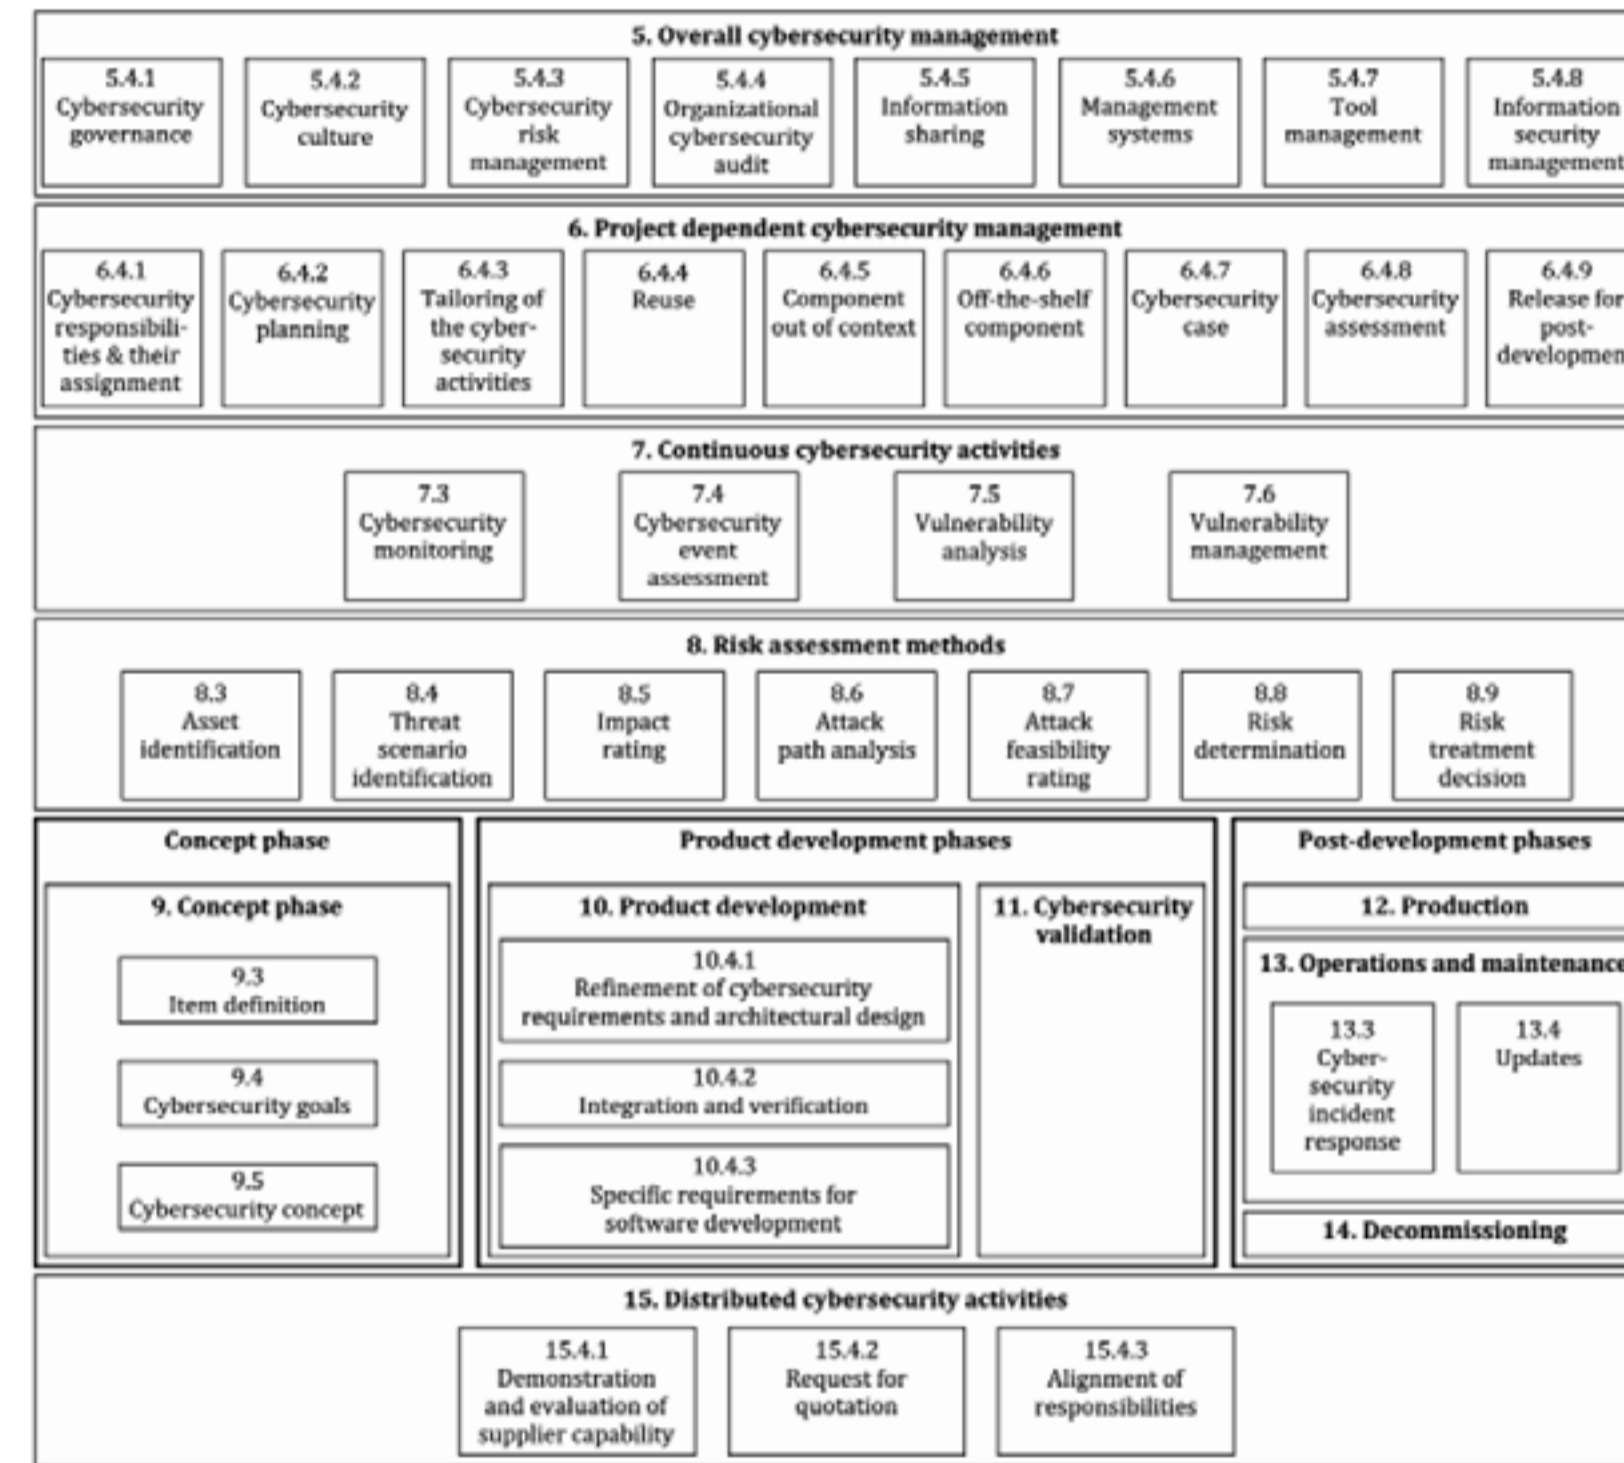 5. Overall cybersecurity management
5.4.1
Cybersecurity
governance
5.4.2
Cybersecurity
culture
5.4.3
Cybersecurity
risk
management
5.4.4
Organizational
cybersecurity
audit
5.4.5
Information
sharing
5.4.6
Management
systems
5.4.7
Tool
management
5.4.8
Information
security
management
6. Project dependent cybersecurity management
6.4.1
Cybersecurity
responsibili-
ties & their
assignment
6.4.2
Cybersecurity
planning
6.4.3
Tailoring of
the cyber-
security
activities
6.4.4
Reuse
6.4.5
Component
out of context
6.4.6
Off-the-shelf
component
6.4.7
Cybersecurity
case
6.4.8
Cybersecurity
assessment
6.4.9
Release for
post-
developmen
7. Continuous cybersecurity activities
7.3
Cybersecurity
monitoring
7.4
Cybersecurity
event
assessment
7.5
Vulnerability
analysis
7.6
Vulnerability
management
8. Risk assessment methods
8.3
Asset
identification
8.4
Threat
scenario
identification
8.5
Impact
rating
8.6
Attack
path analysis
8.7
Attack
feasibility
rating
8.8
Risk
determination
8.9
Risk
treatment
decision
Concept phase
9. Concept phase
9.3
Item definition
9.4
Cybersecurity goals
9.5
Cybersecurity concept
Product development phases
10. Product development
10.4.1
Refinement of cybersecurity
requirements and architectural design
10.4.2
Integration and verification
10.4.3
Specific requirements for
software development
11. Cybersecurity
validation
Post-development phases
12. Production
13. Operations and maintenance
13.3
Cyber-
security
incident
response
13.4
Updates
14. Decommissioning
15. Distributed cybersecurity activities
15.4.1
Demonstration
and evaluation of
supplier capability
15.4.2
Request for
quotation
15.4.3
Alignment of
responsibilities